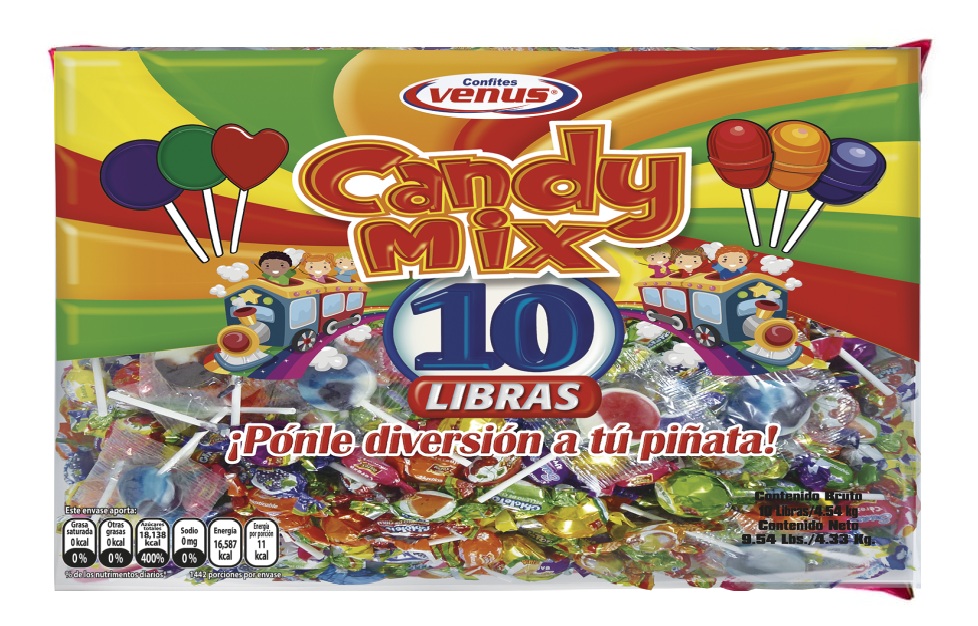 Confites
venus®
Candy
Mix
10
LIBRAS
¡Pónle diversión a tú piñata!
Contenido Bruto
10 Libras/4.54 kg
Contenido Neto
9.54 Lbs./4.33 Kg.
Este envase aporta:
Grasa saturada 0 kcal 0 %
Otras grasas 0 kcal 0 %
Azúcares totales 18,138 kcal 400%
Sodio 0 mg 0 %
Energía 16,587 kcal
Energía por porción 11 kcal
% de los nutrimentos diarios*
1442 porciones por envase